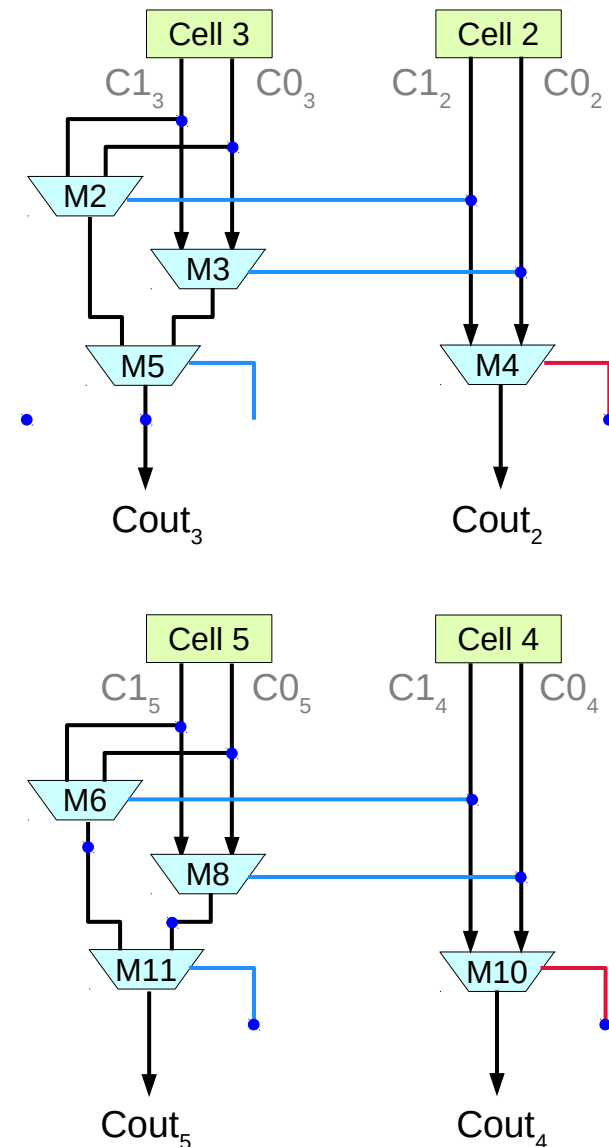 Cell 3 Cell 2
C1₃ C0₃ C1₂ C0₂
M2
M3
M5 M4
Cout₃ Cout₂
Cell 5 Cell 4
C1₅ C0₅ C1₄ C0₄
M6
M8
M11 M10
Cout₅ Cout₄